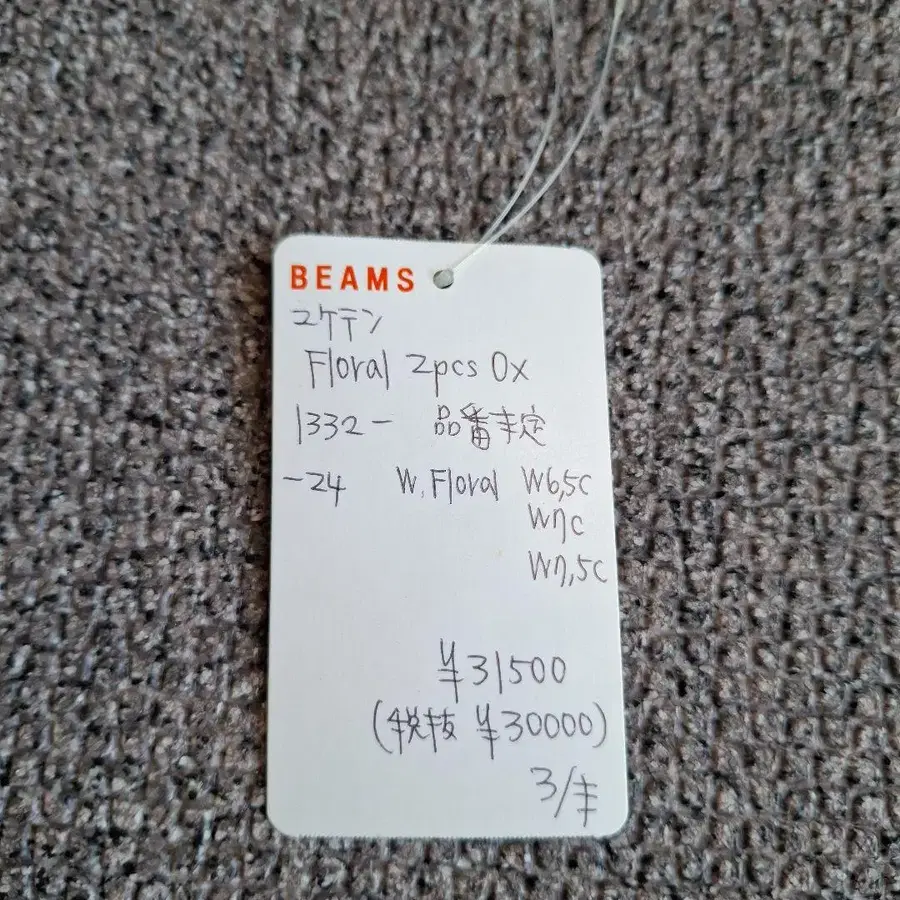 BEAMS
コケテン
Floral 2pcs Ox
1332- 品番未定
-24 W.Floral W6,5C
W7C
W7,5C
¥31500
(税抜 ¥30000)
3/末